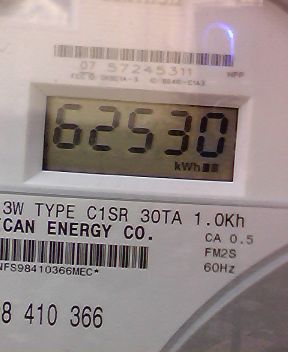 07 57245311
NPP
62530
kWh
3W TYPE C1SR 30TA 1.0Kh
CAN ENERGY CO.
CA 0.5
FM2S
60Hz
NFS98410366MEC*
8 410 366